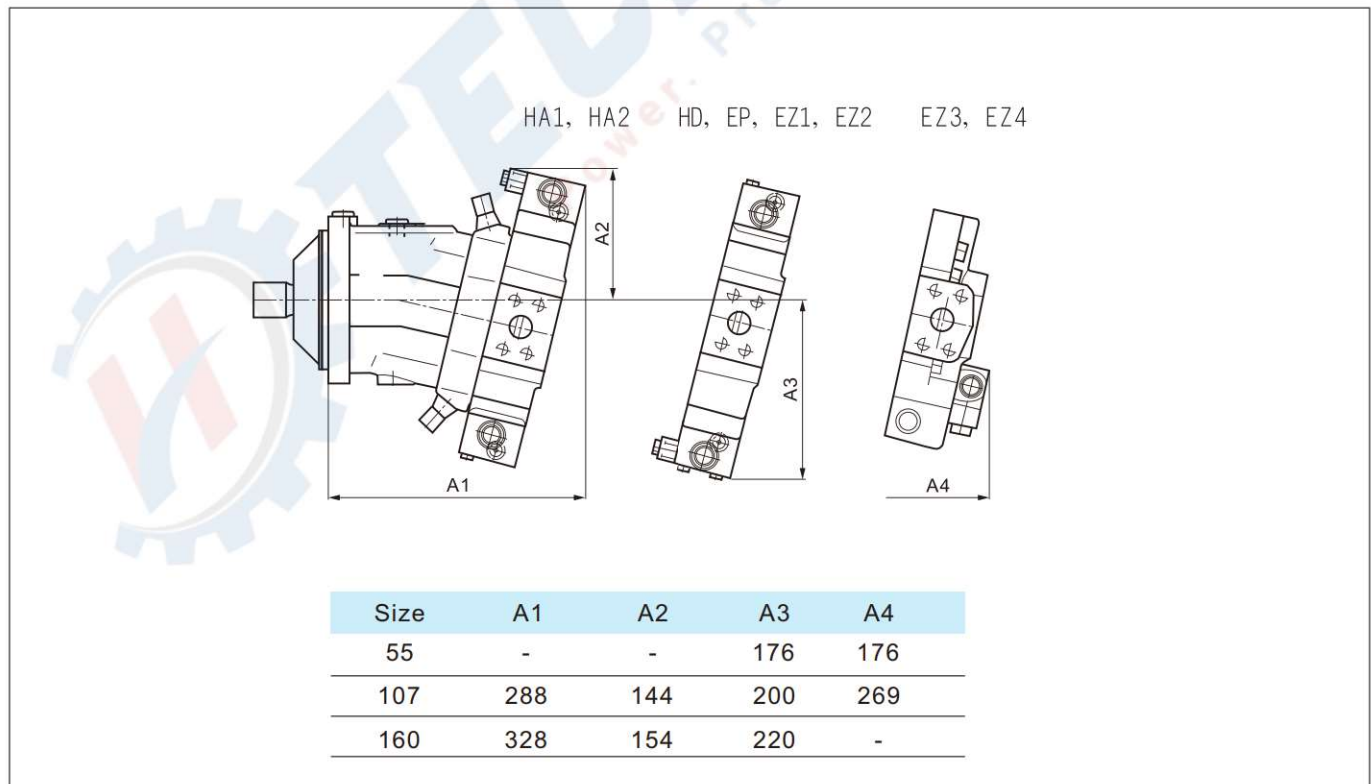 HA1, HA2 HD, EP, EZ1, EZ2 EZ3, EZ4
A2
A3
A1
A4
Size A1 A2 A3 A4
55 - - 176 176
107 288 144 200 269
160 328 154 220 -